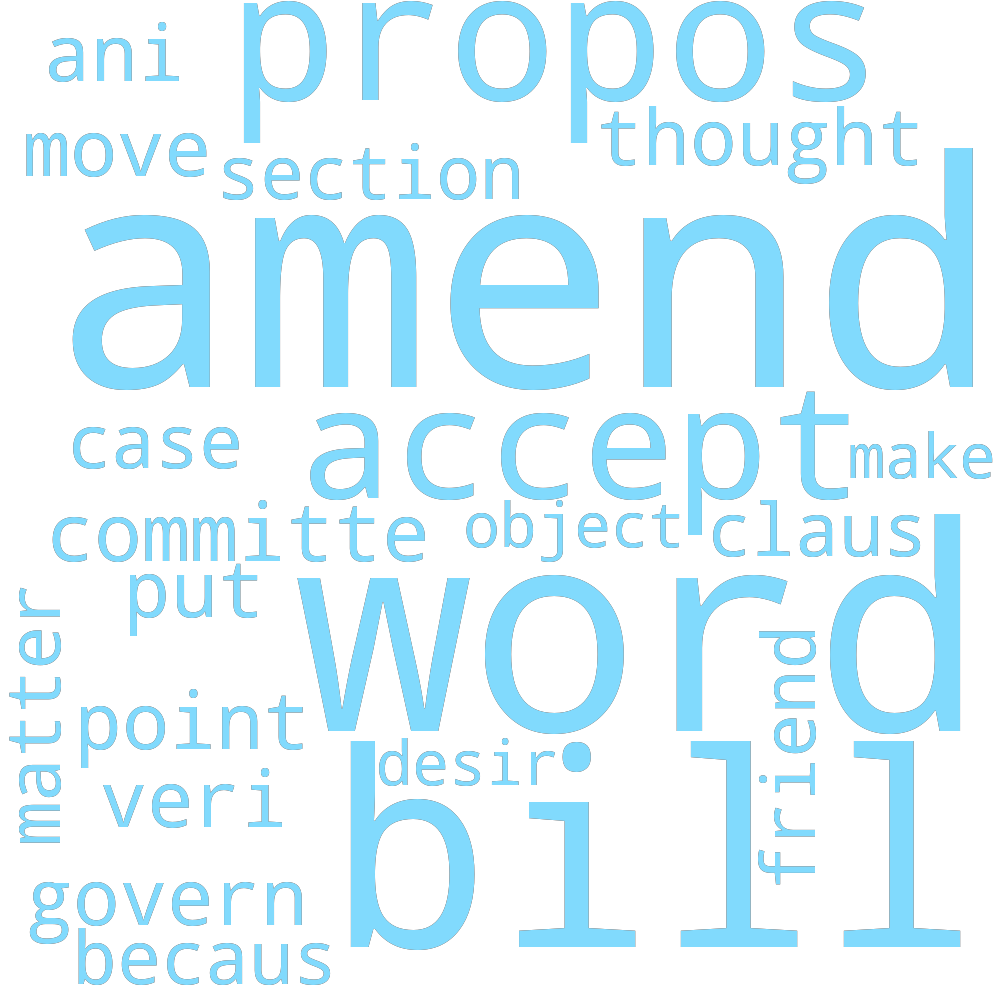 propos
ani
thought
move
section
amend
accept
case
make
committe
object
claus
put
word
matter
friend
point
desir
veri
bill
govern
becaus